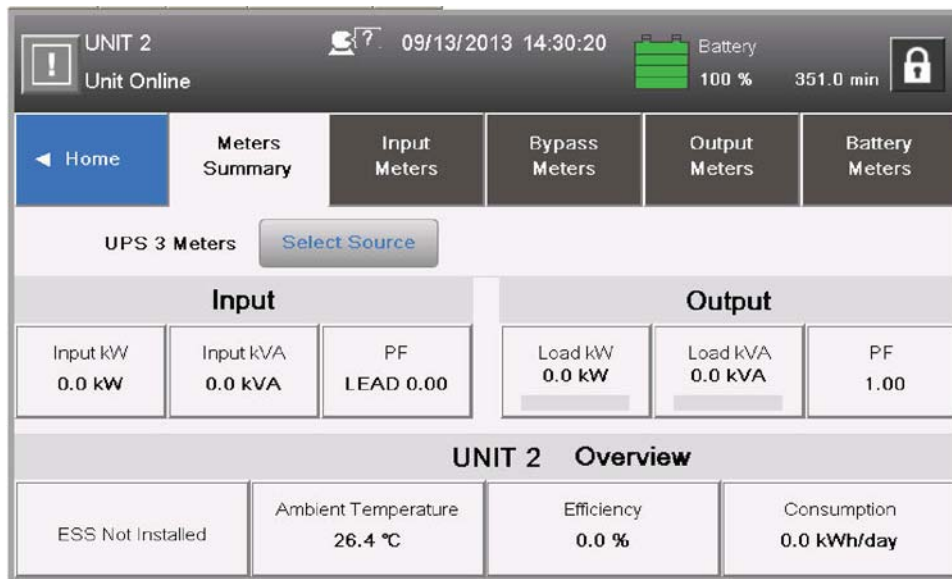 UNIT 2
Unit Online
?
09/13/2013 14:30:20
Battery
100 %
351.0 min
!
◄ Home
Meters
Summary
Input
Meters
Bypass
Meters
Output
Meters
Battery
Meters
UPS 3 Meters
Select Source
Input
Output
Input kW
0.0 kW
Input kVA
0.0 kVA
PF
LEAD 0.00
Load kW
0.0 kW
Load kVA
0.0 kVA
PF
1.00
UNIT 2 Overview
ESS Not Installed
Ambient Temperature
26.4 °C
Efficiency
0.0 %
Consumption
0.0 kWh/day